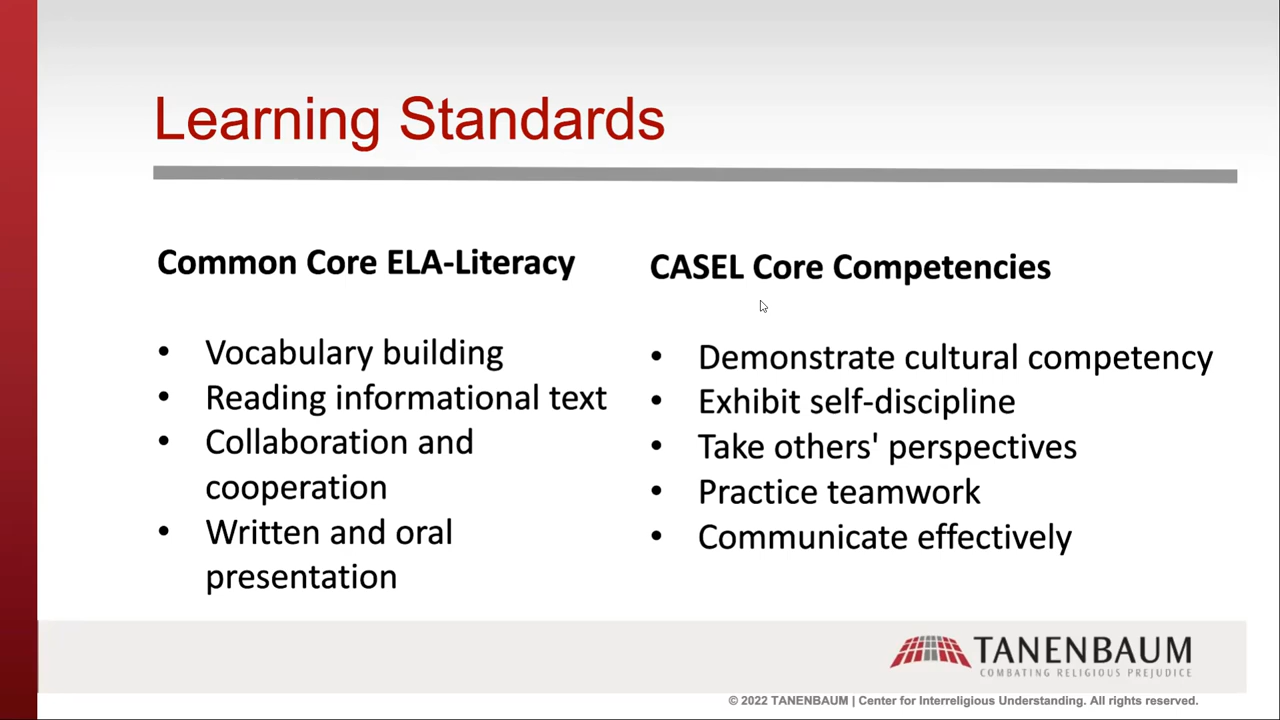 Learning Standards
Common Core ELA-Literacy
• Vocabulary building
• Reading informational text
• Collaboration and
cooperation
• Written and oral
presentation
CASEL Core Competencies
• Demonstrate cultural competency
• Exhibit self-discipline
• Take others' perspectives
• Practice teamwork
• Communicate effectively
TANENBAUM
COMBATING RELIGIOUS PREJUDICE
© 2022 TANENBAUM | Center for Interreligious Understanding. All rights reserved.